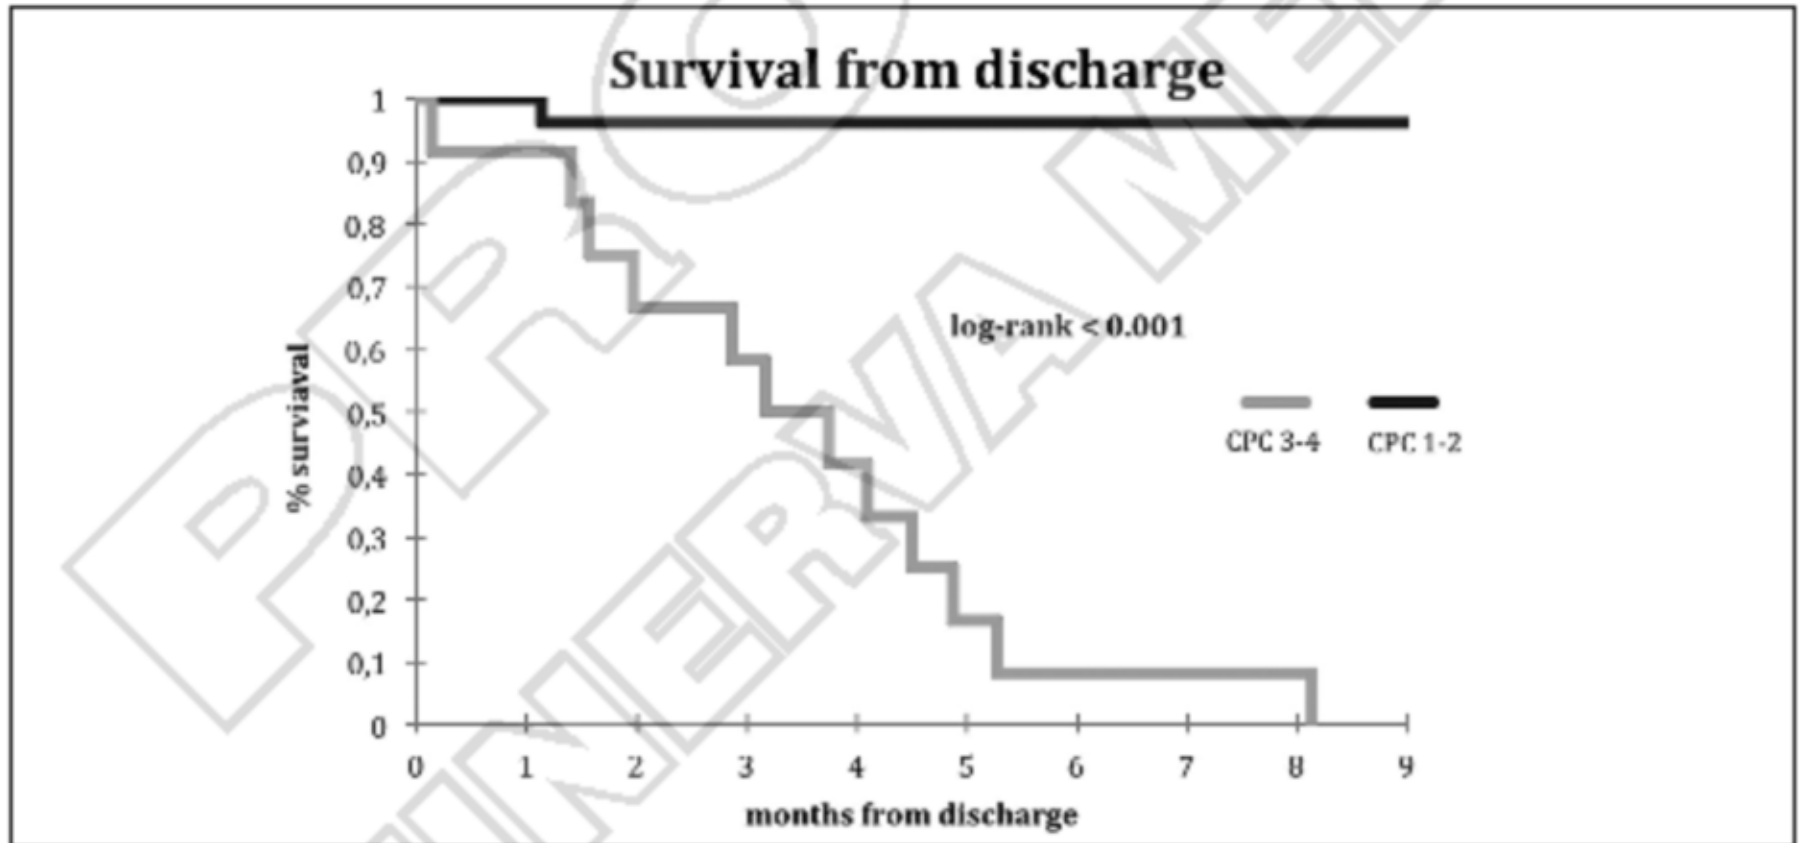 Survival from discharge
1
0,9
0,8
0,7
0,6
0,5
0,4
0,3
0,2
0,1
0
% surviaval
log-rank < 0.001
CPC 3-4 CPC 1-2
0 1 2 3 4 5 6 7 8 9
months from discharge